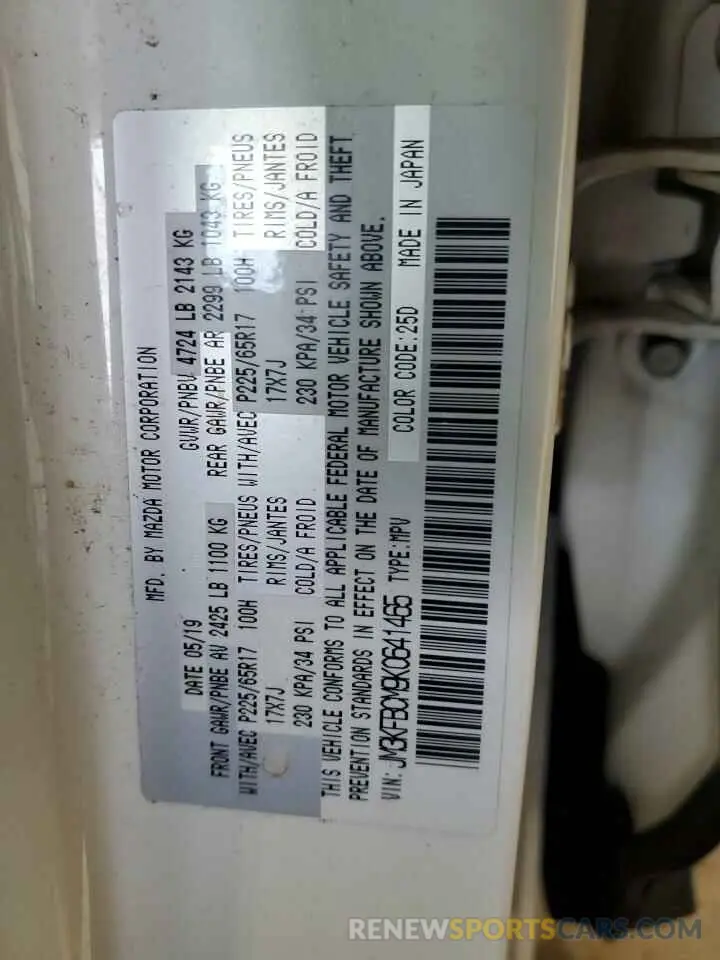 MFD. BY MAZDA MOTOR CORPORATION
DATE 05/19 GVWR/PNBV 4724 LB 2143 KG
FRONT GAWR/PNBE AV 2425 LB 1100 KG REAR GAWR/PNBE AR 2299 LB 1043 KG
WITH/AVEC P225/65R17 100H TIRES/PNEUS WITH/AVEC P225/65R17 100H TIRES/PNEUS
17X7J RIMS/JANTES 17X7J RIMS/JANTES
230 KPA/34 PSI COLD/A FROID 230 KPA/34 PSI COLD/A FROID
THIS VEHICLE CONFORMS TO ALL APPLICABLE FEDERAL MOTOR VEHICLE SAFETY AND THEFT
PREVENTION STANDARDS IN EFFECT ON THE DATE OF MANUFACTURE SHOWN ABOVE.
VIN: JM3KFBCM9K0641465 TYPE:MPV COLOR CODE:25D MADE IN JAPAN
RENEWSPORTSCARS.COM